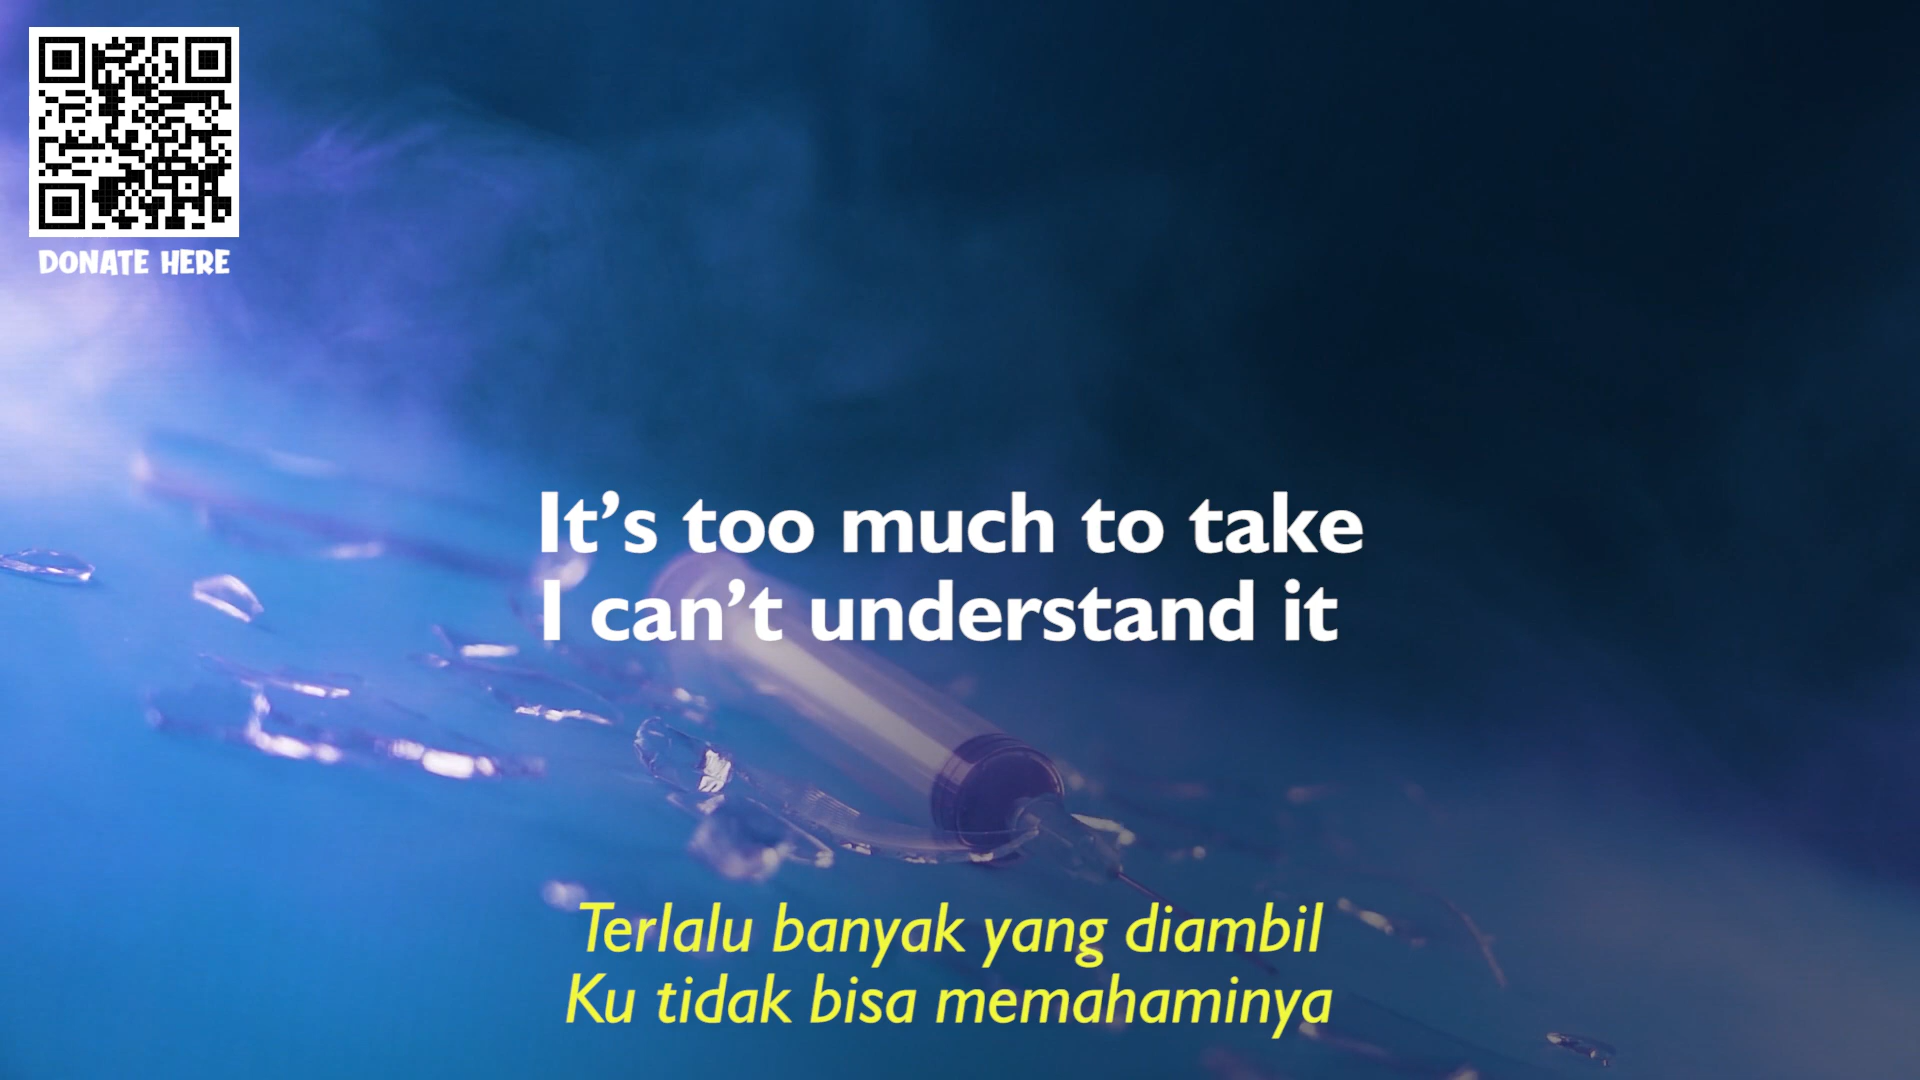 DONATE HERE
It’s too much to take
I can’t understand it
Terlalu banyak yang diambil
Ku tidak bisa memahaminya